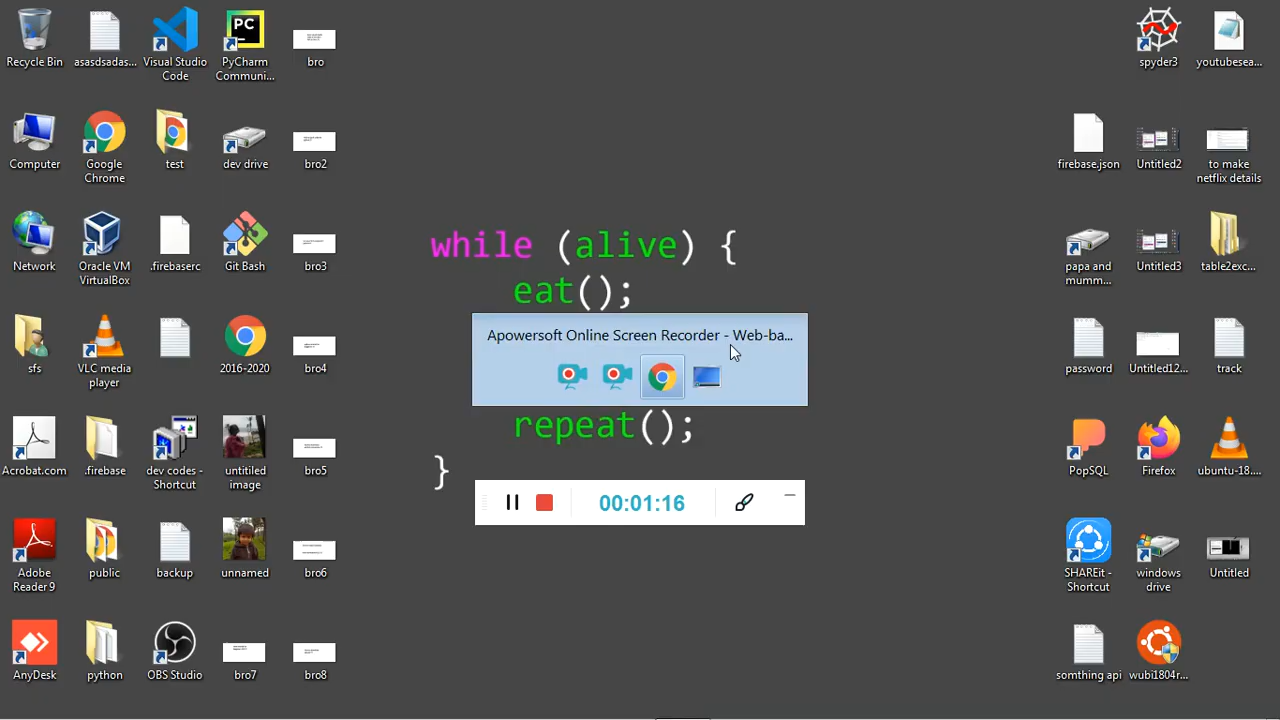 Recycle Bin
asasdsadas...
Visual Studio
Code
PyCharm
Communi...
bro
spyder3
youtubesea...
Computer
Google
Chrome
test
dev drive
bro2
firebase.json
Untitled2
to make
netflix details
Network
Oracle VM
VirtualBox
.firebaserc
Git Bash
bro3
papa and
mumm...
Untitled3
table2exc...
while (alive) {
eat();
Apowersoft Online Screen Recorder - Web-ba...
repeat();
}
00:01:16
sfs
VLC media
player
2016-2020
bro4
password
Untitled12...
track
Acrobat.com
.firebase
dev codes -
Shortcut
untitiled
image
bro5
PopSQL
Firefox
ubuntu-18....
Adobe
Reader 9
public
backup
unnamed
bro6
SHAREit -
Shortcut
windows
drive
Untitled
AnyDesk
python
OBS Studio
bro7
bro8
somthing api
wubi1804r...